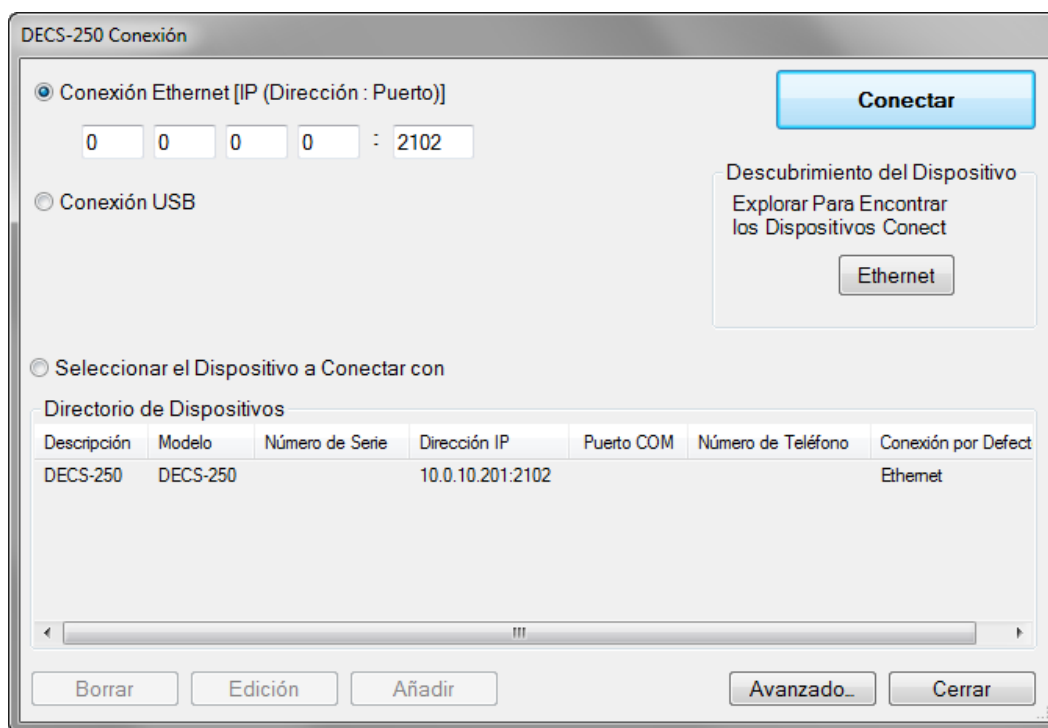 DECS-250 Conexión
Conexión Ethernet [IP (Dirección : Puerto)]
Conectar
0 0 0 0 : 2102
Descubrimiento del Dispositivo
Conexión USB
Explorar Para Encontrar
los Dispositivos Conect
Ethernet
Seleccionar el Dispositivo a Conectar con
Directorio de Dispositivos
Descripción Modelo Número de Serie Dirección IP Puerto COM Número de Teléfono Conexión por Defect
DECS-250 DECS-250 10.0.10.201:2102 Ethernet
Borrar Edición Añadir Avanzado... Cerrar